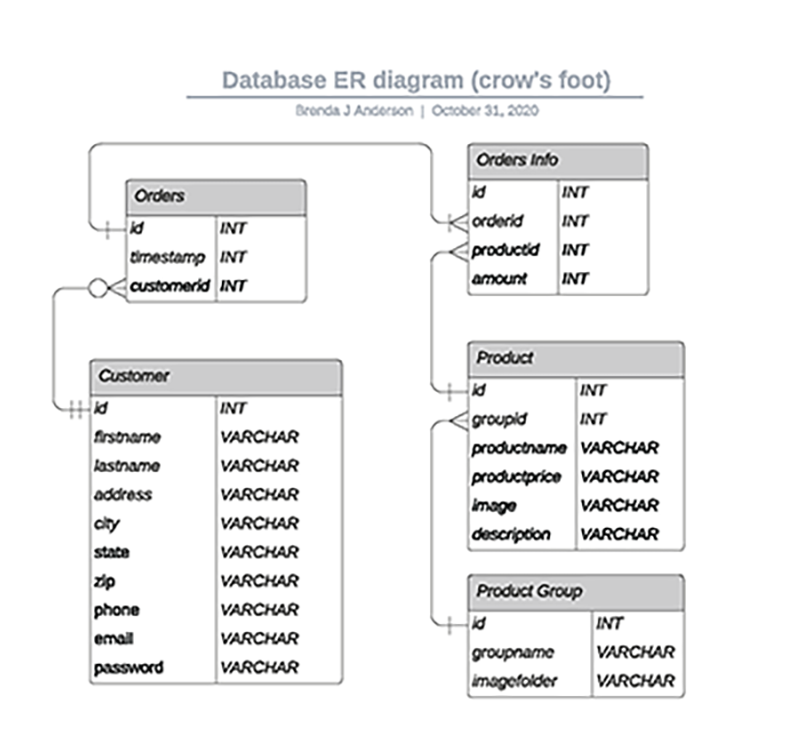 Database ER diagram (crow's foot)
Brenda J Anderson | October 31, 2020
Orders
id INT
timestamp INT
customerid INT
Customer
id INT
firstname VARCHAR
lastname VARCHAR
address VARCHAR
city VARCHAR
state VARCHAR
zip VARCHAR
phone VARCHAR
email VARCHAR
password VARCHAR
Orders Info
id INT
orderid INT
productid INT
amount INT
Product
id INT
groupid INT
productname VARCHAR
productprice VARCHAR
image VARCHAR
description VARCHAR
Product Group
id INT
groupname VARCHAR
imagefolder VARCHAR